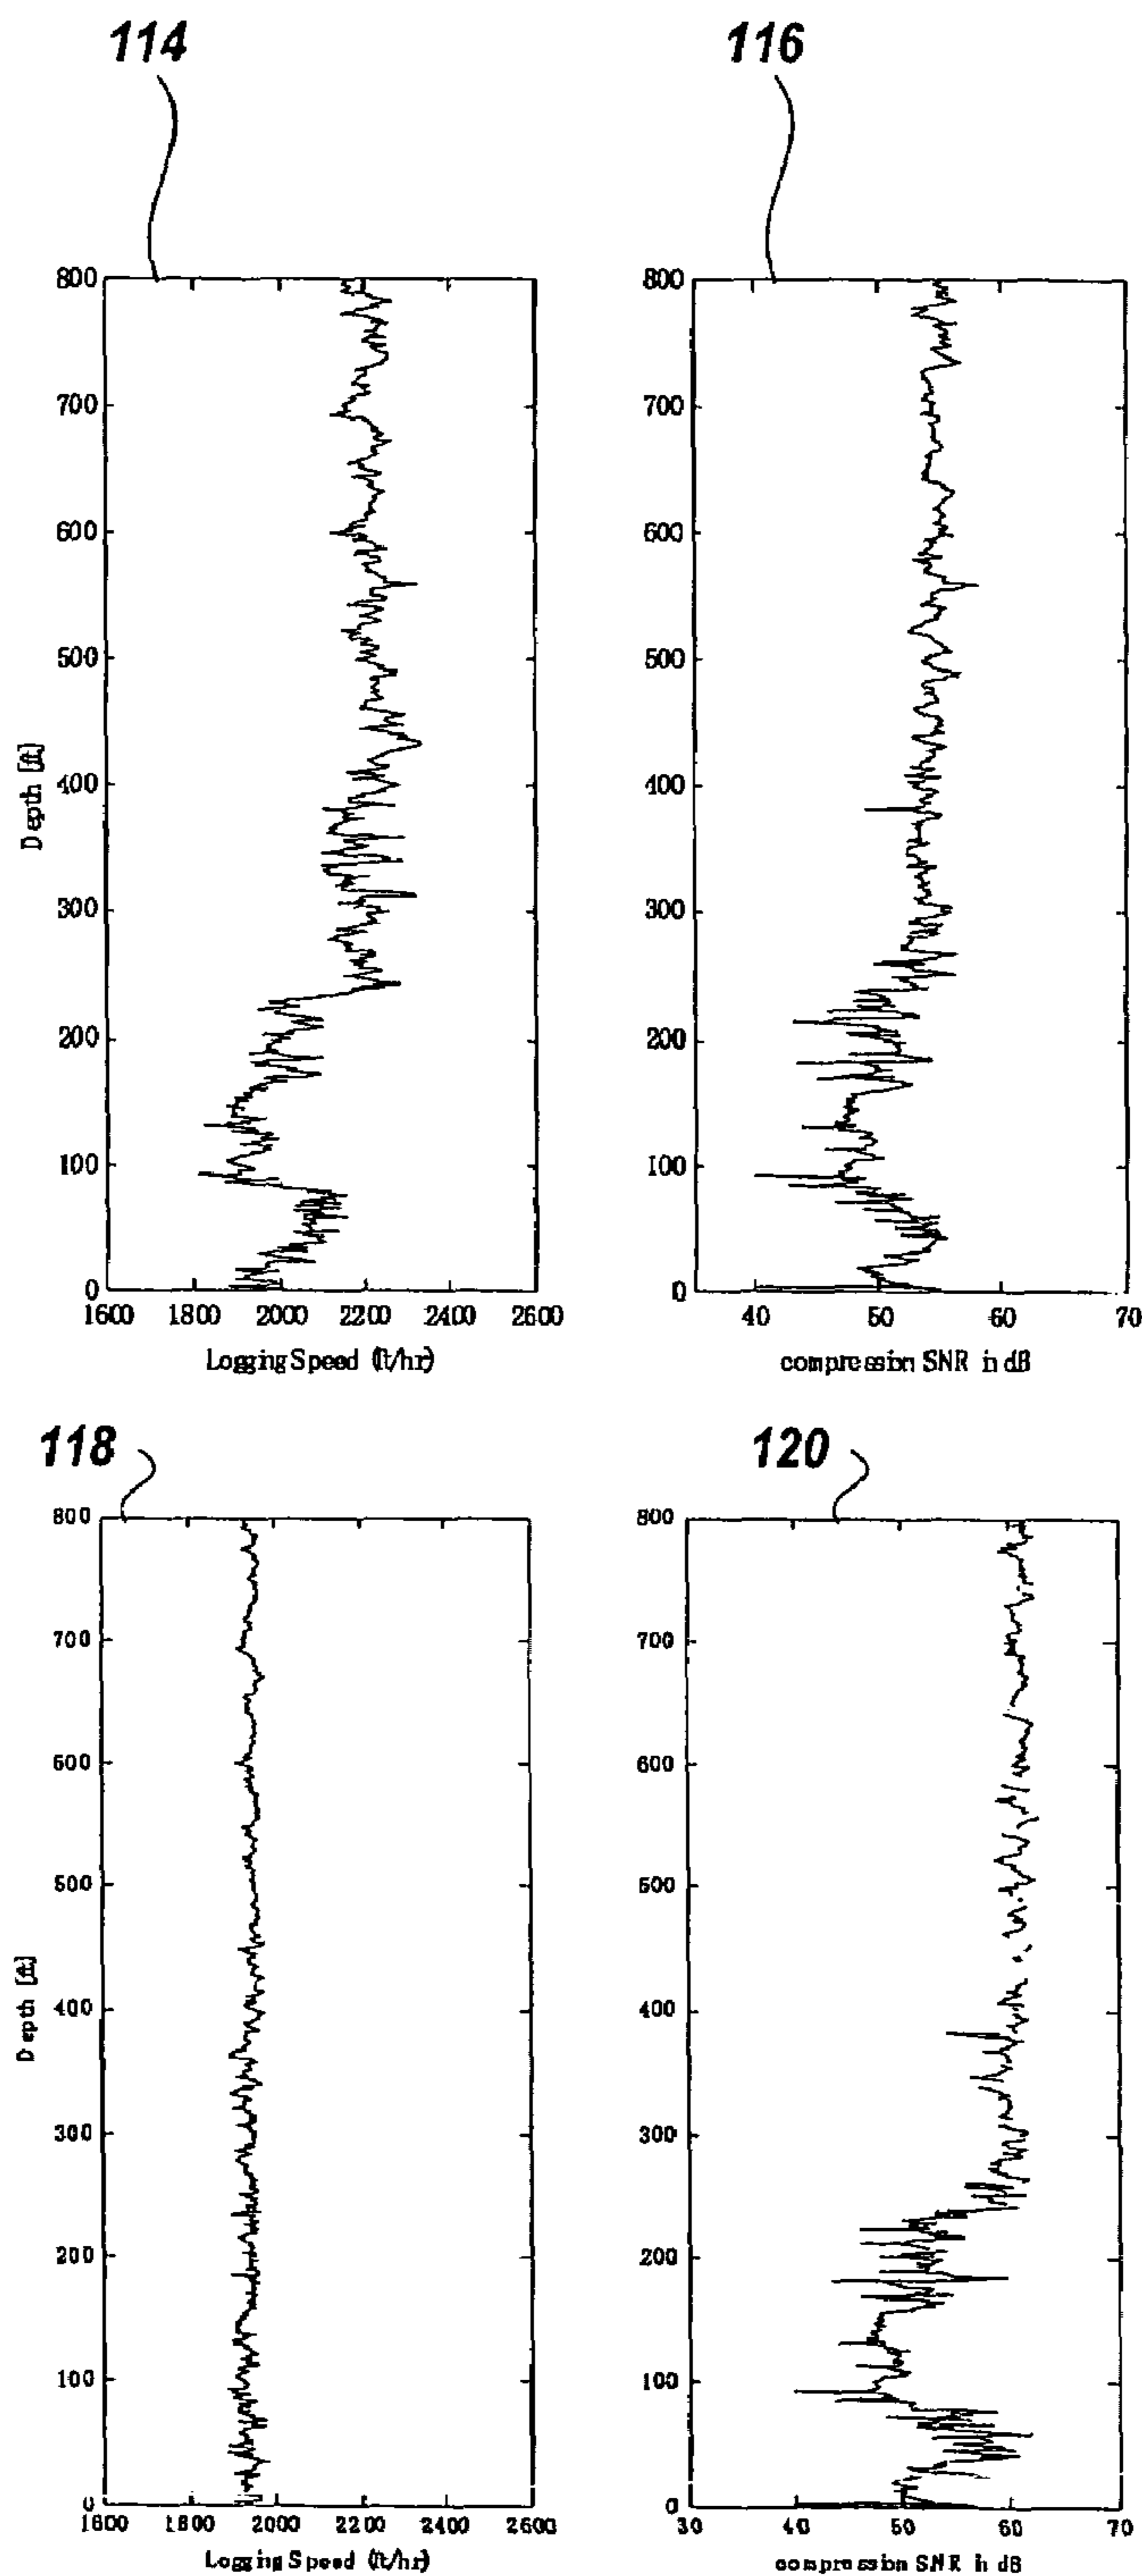 114 116
800 800
700 700
600 600
500 500
400 400
300 300
200 200
100 100
0 0
Depth [ft]
1600 1800 2000 2200 2400 2600
40 50 60 70
Logging Speed (ft/hr)
compression SNR in dB
118 120
800 800
700 700
600 600
500 500
400 400
300 300
200 200
100 100
0 0
Depth [ft]
1600 1800 2000 2200 2400 2600
30 40 50 60 70
Logging Speed (ft/hr)
compression SNR in dB